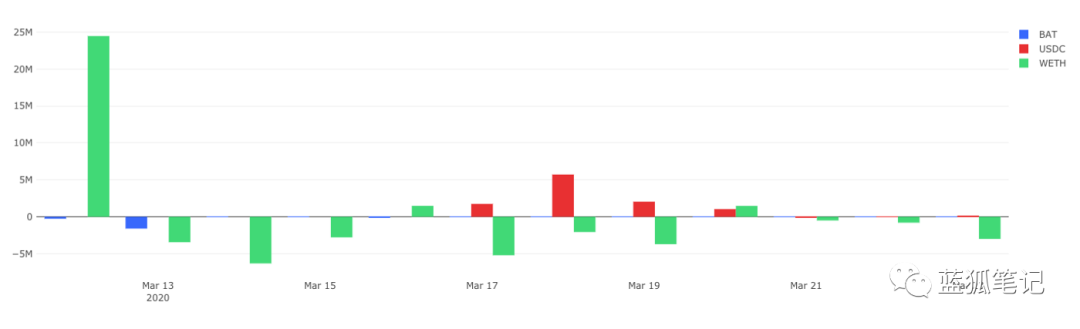 25M
20M
15M
10M
5M
0
−5M
Mar 13
2020
Mar 15
Mar 17
Mar 19
Mar 21
BAT
USDC
WETH
蓝狐笔记